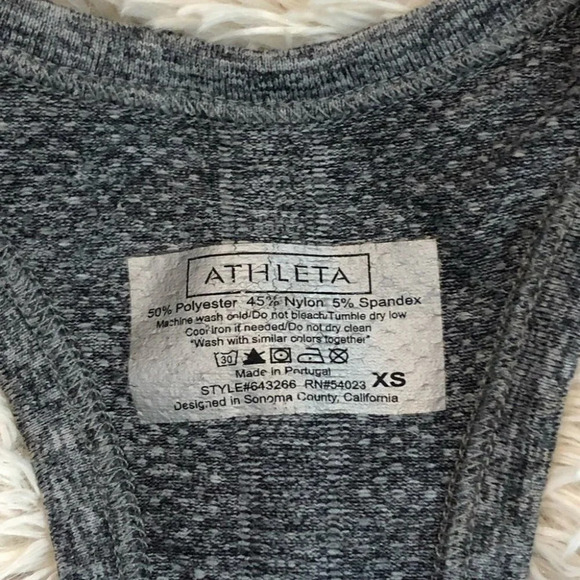 ATHLETA
50% Polyester 45% Nylon 5% Spandex
Machine wash cold/Do not bleach/Tumble dry low
Cool iron if needed/Do not dry clean
"Wash with similar colors together"
30
Made in Portugal
STYLE#643266 RN#54023 XS
Designed in Sonoma County, California